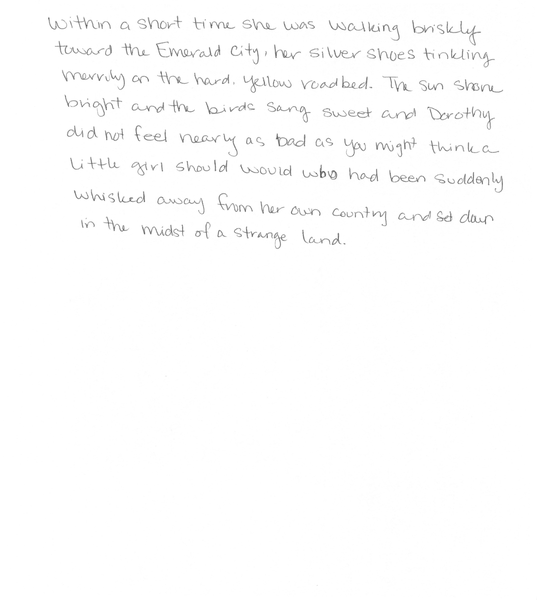 Within a short time she was walking briskly
toward the Emerald City, her silver shoes tinkling
merrily on the hard. yellow roadbed. The sun shone
bright and the birds sang sweet and Dorothy
did not feel nearly as bad as you might think a
Little girl should would who had been suddenly
whisked away from her own country and set down
in the midst of a strange land.